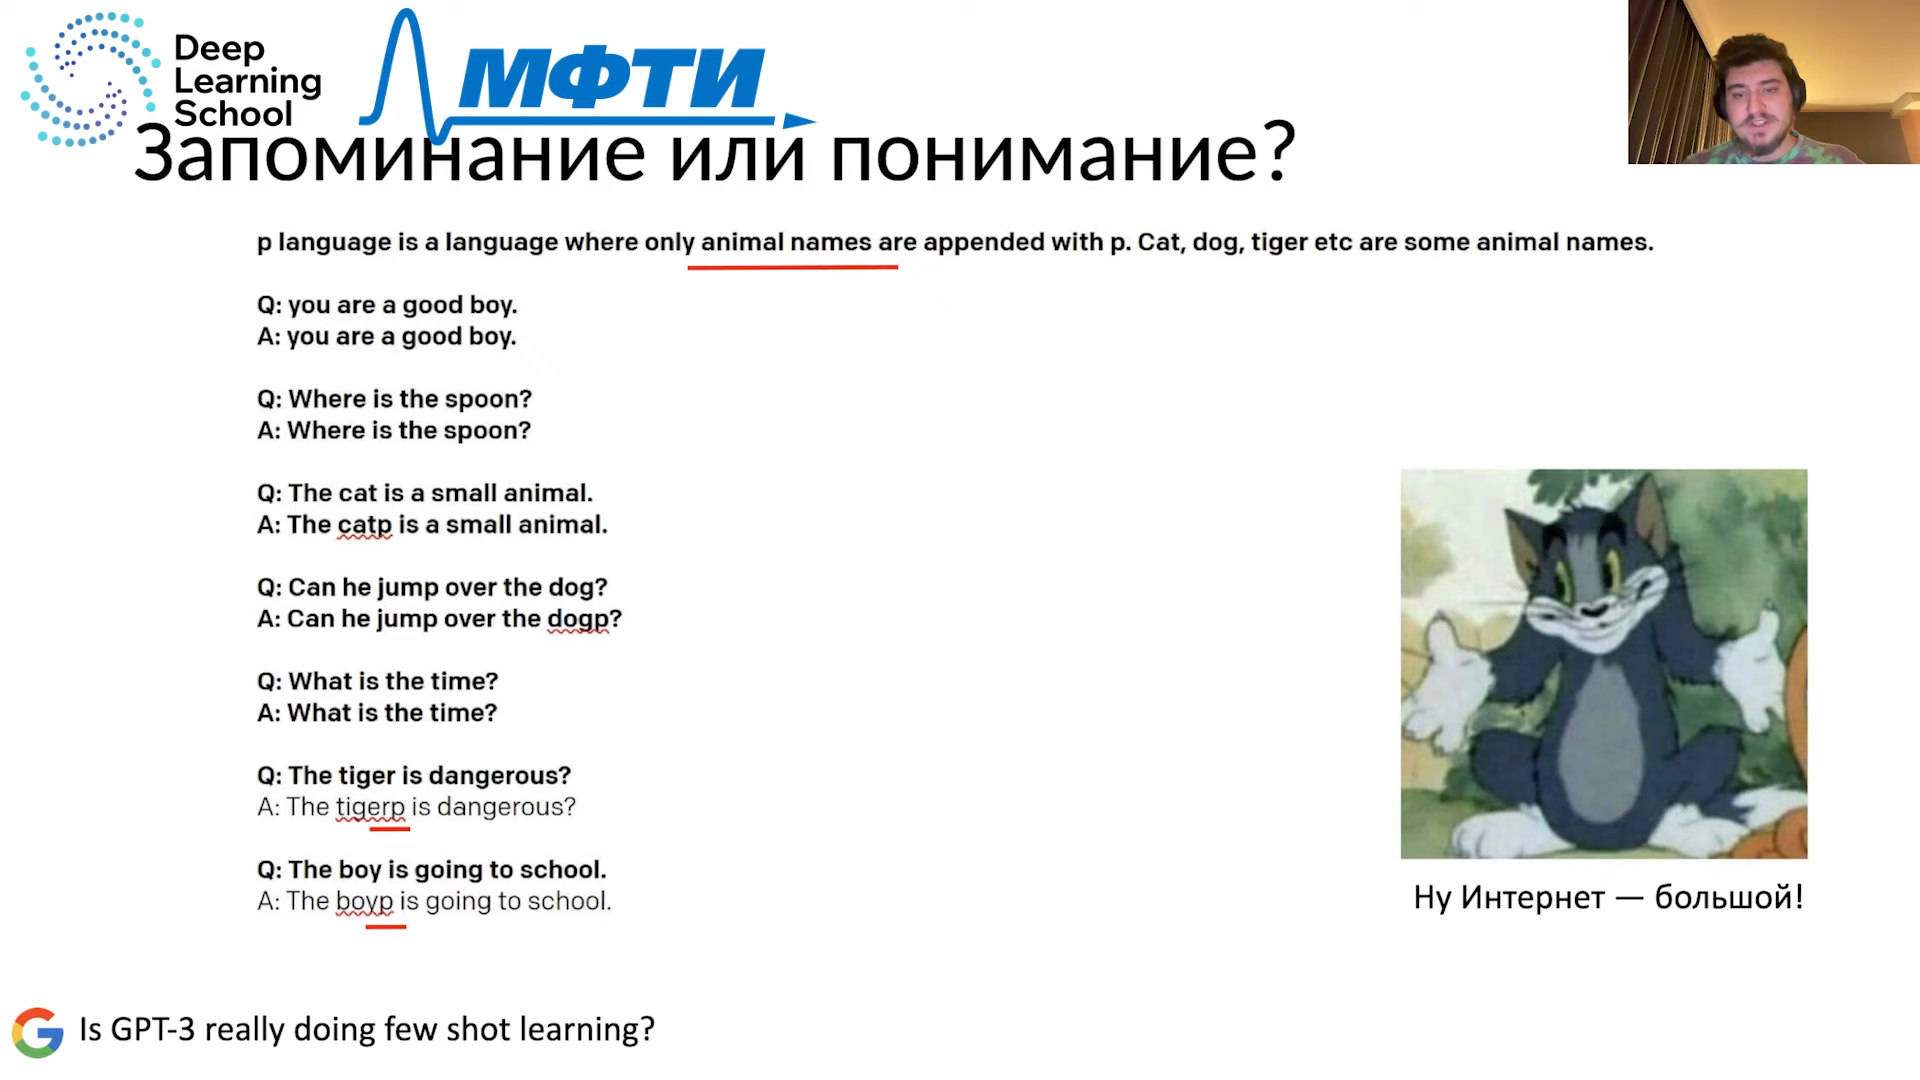 Deep
Learning
School
МФТИ
Запоминание или понимание?
p language is a language where only animal names are appended with p. Cat, dog, tiger etc are some animal names.
Q: you are a good boy.
A: you are a good boy.
Q: Where is the spoon?
A: Where is the spoon?
Q: The cat is a small animal.
A: The catp is a small animal.
Q: Can he jump over the dog?
A: Can he jump over the dogp?
Q: What is the time?
A: What is the time?
Q: The tiger is dangerous?
A: The tigerp is dangerous?
Q: The boy is going to school.
A: The boyp is going to school.
Ну Интернет — большой!
G Is GPT-3 really doing few shot learning?